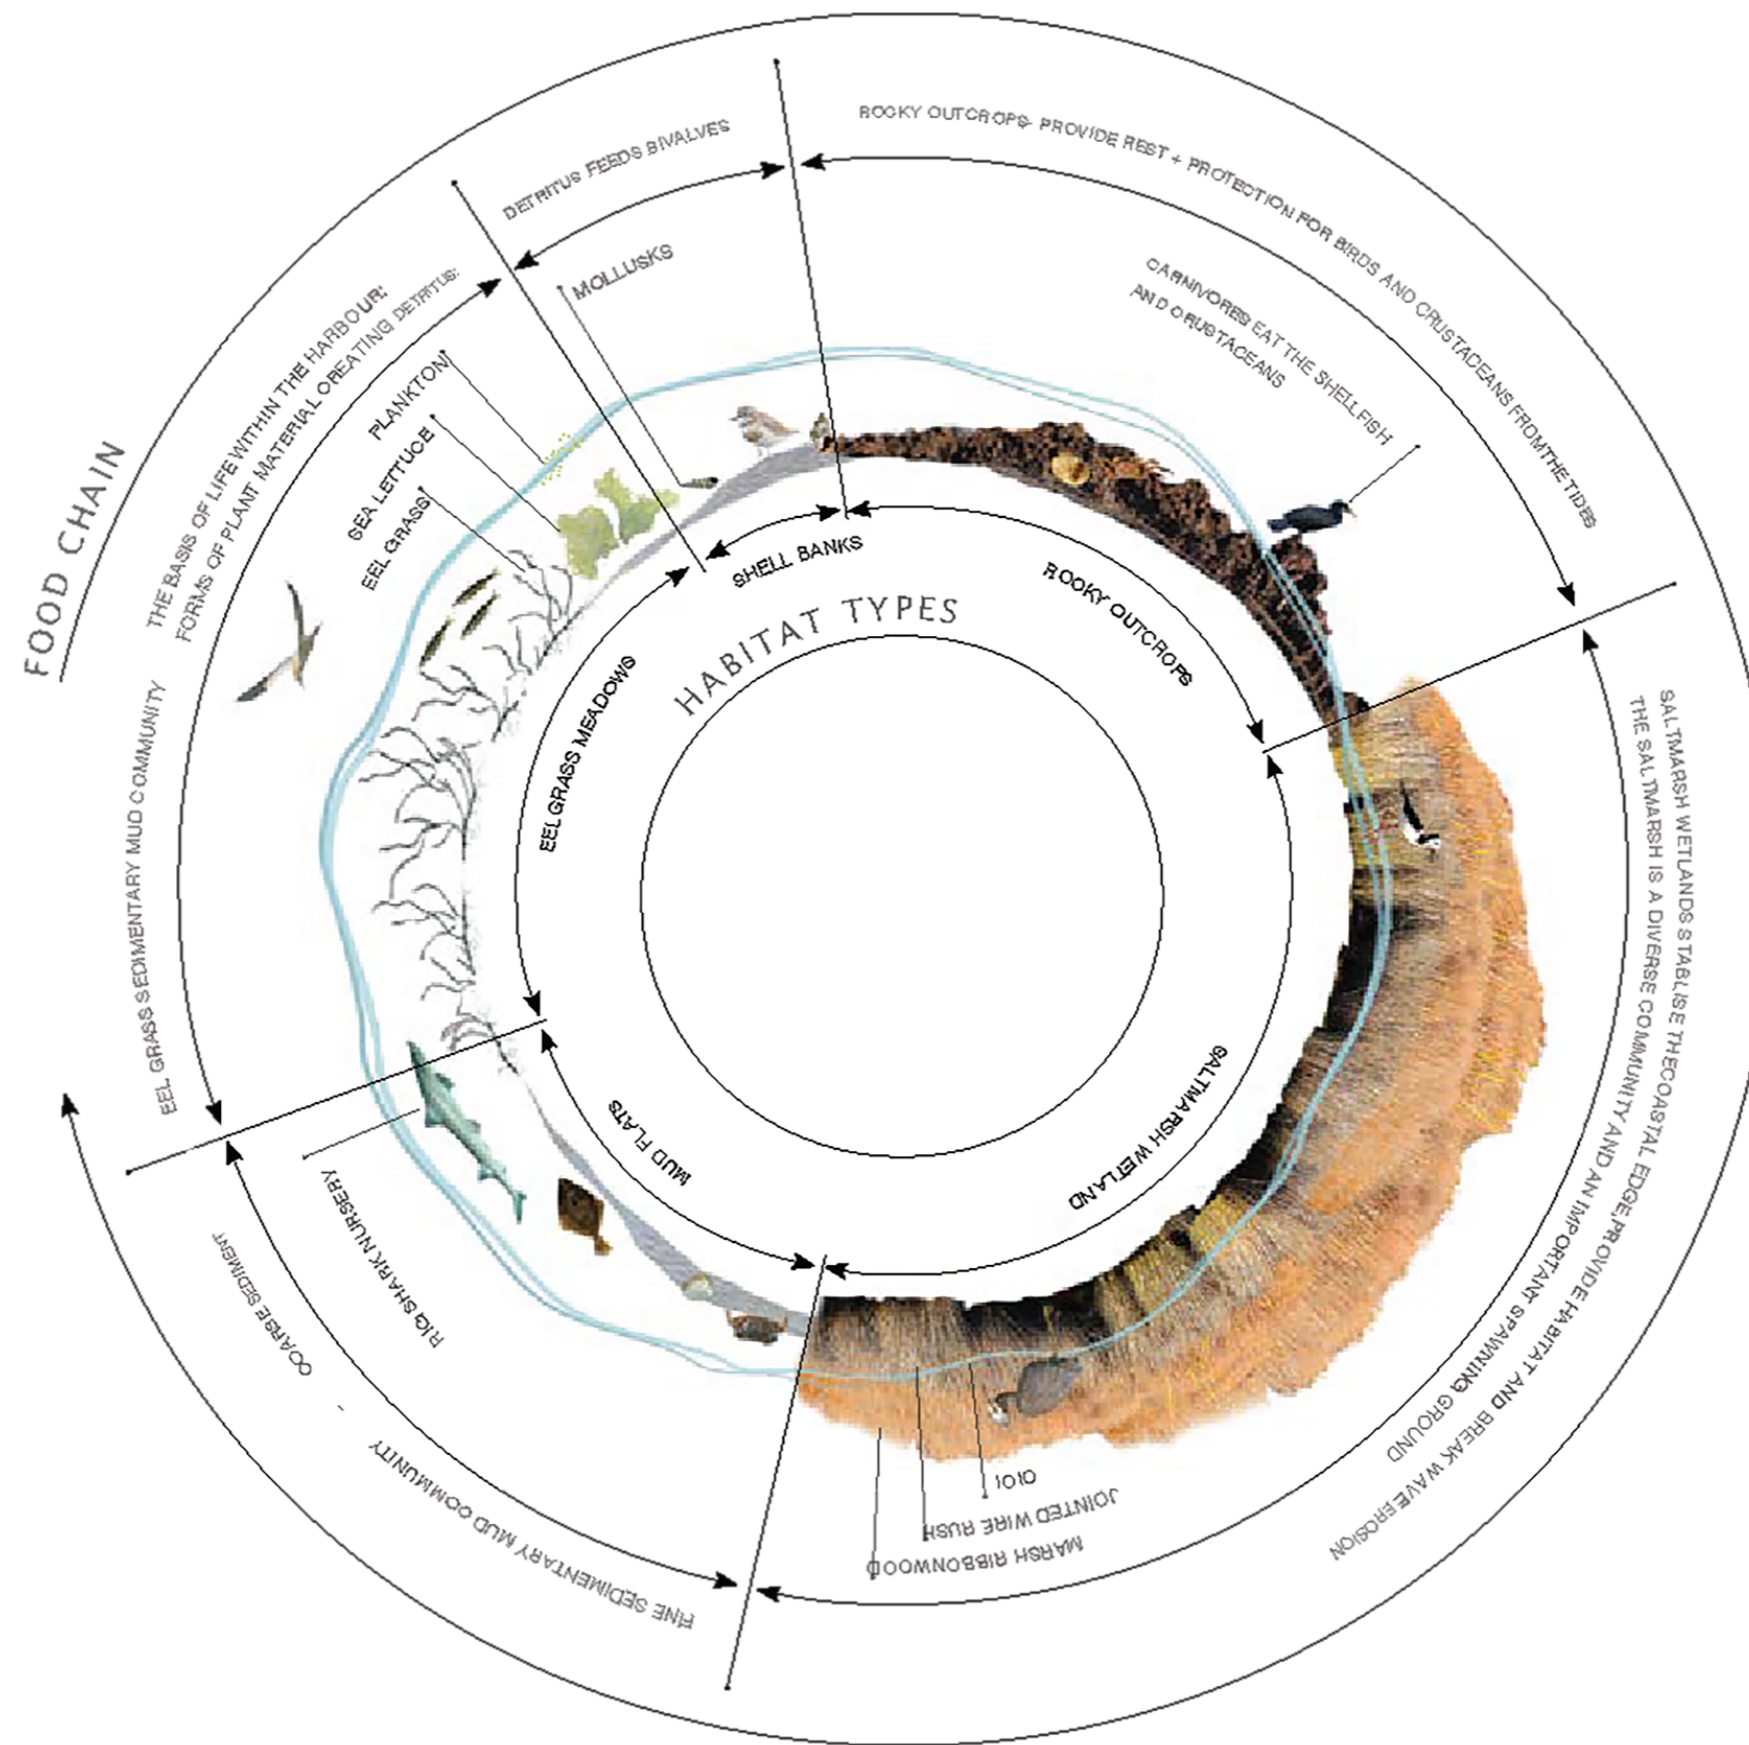 FOOD CHAIN
THE BASIS OF LIFE WITHIN THE HARBOUR:
FORMS OF PLANT MATERIAL CREATING DETRITUS:
PLANKTON
SEA LETTUCE
EEL GRASS
DETRITUS FEEDS BIVALVES
MOLLUSKS
ROCKY OUTCROPS- PROVIDE REST + PROTECTION FOR BIRDS AND CRUSTACEANS FROM THE TIDES
CARNIVORES EAT THE SHELLFISH
AND CRUSTACEANS
SALTMARSH WETLANDS STABLISE THE COASTAL EDGE, PROVIDE HABITAT AND BREAK WAVE EROSION
THE SALTMARSH IS A DIVERSE COMMUNITY AND AN IMPORTANT SPAWNING GROUND
OIOI
JOINTED WIRE RUSH
MARSH RIBBONWOOD
FINE SEDIMENTARY MUD COMMUNITY -
COARSE SEDIMENT
RIG SHARK NURSERY
EEL GRASS SEDIMENTARY MUD COMMUNITY
HABITAT TYPES
SHELL BANKS
ROCKY OUTCROPS
SALTMARSH WETLAND
MUD FLATS
EELGRASS MEADOWS